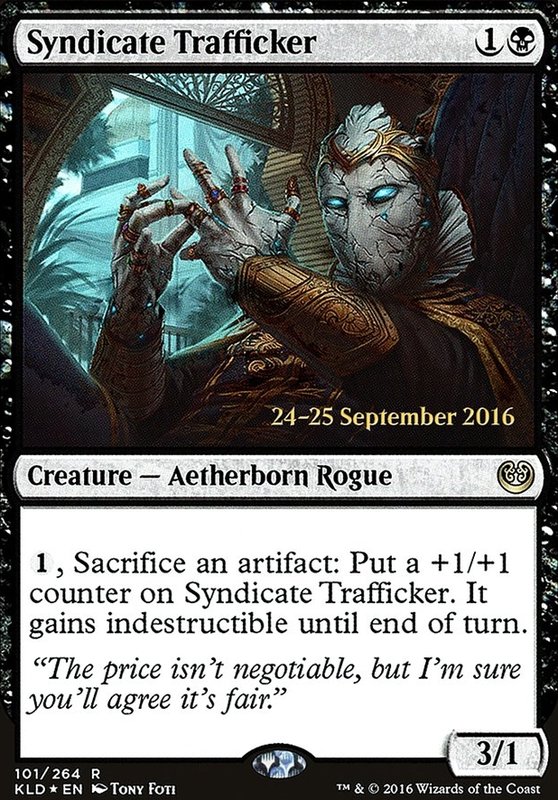 Syndicate Trafficker 1
24–25 September 2016
Creature — Aetherborn Rogue
1, Sacrifice an artifact: Put a +1/+1
counter on Syndicate Trafficker. It
gains indestructible until end of turn.
“The price isn’t negotiable, but I’m sure
you’ll agree it’s fair.”
3/1
101/264 R
KLD ★ EN Tony Foti
™ & © 2016 Wizards of the Coast